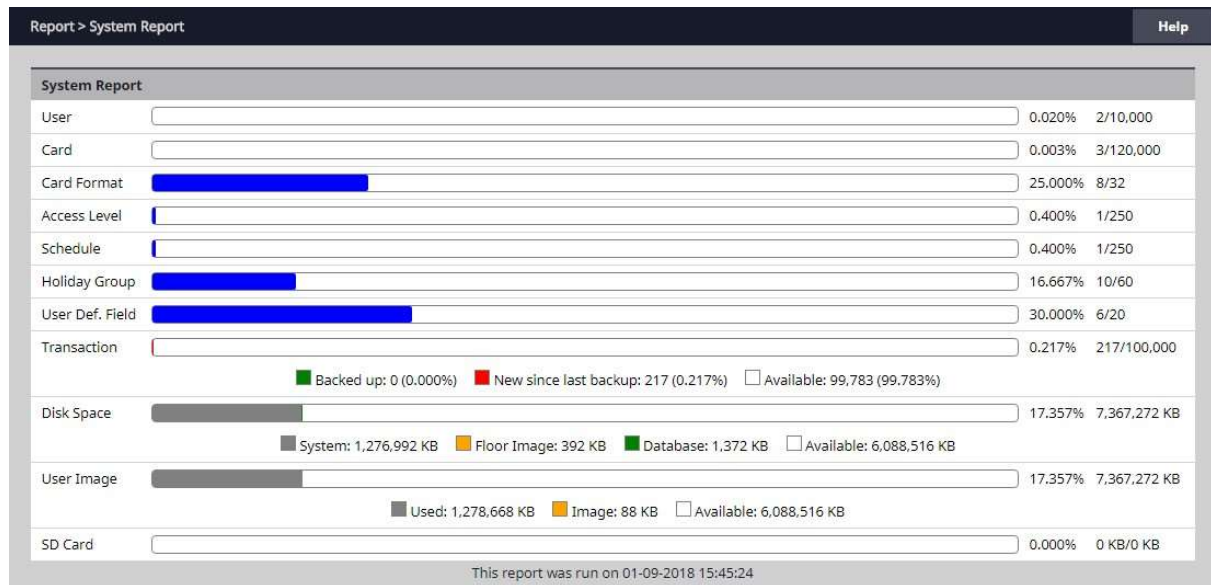 Report > System Report Help
System Report
User 0.020% 2/10,000
Card 0.003% 3/120,000
Card Format 25.000% 8/32
Access Level 0.400% 1/250
Schedule 0.400% 1/250
Holiday Group 16.667% 10/60
User Def. Field 30.000% 6/20
Transaction 0.217% 217/100,000
Backed up: 0 (0.000%) New since last backup: 217 (0.217%) Available: 99,783 (99.783%)
Disk Space 17.357% 7,367,272 KB
System: 1,276,992 KB Floor Image: 392 KB Database: 1,372 KB Available: 6,088,516 KB
User Image 17.357% 7,367,272 KB
Used: 1,278,668 KB Image: 88 KB Available: 6,088,516 KB
SD Card 0.000% 0 KB/0 KB
This report was run on 01-09-2018 15:45:24